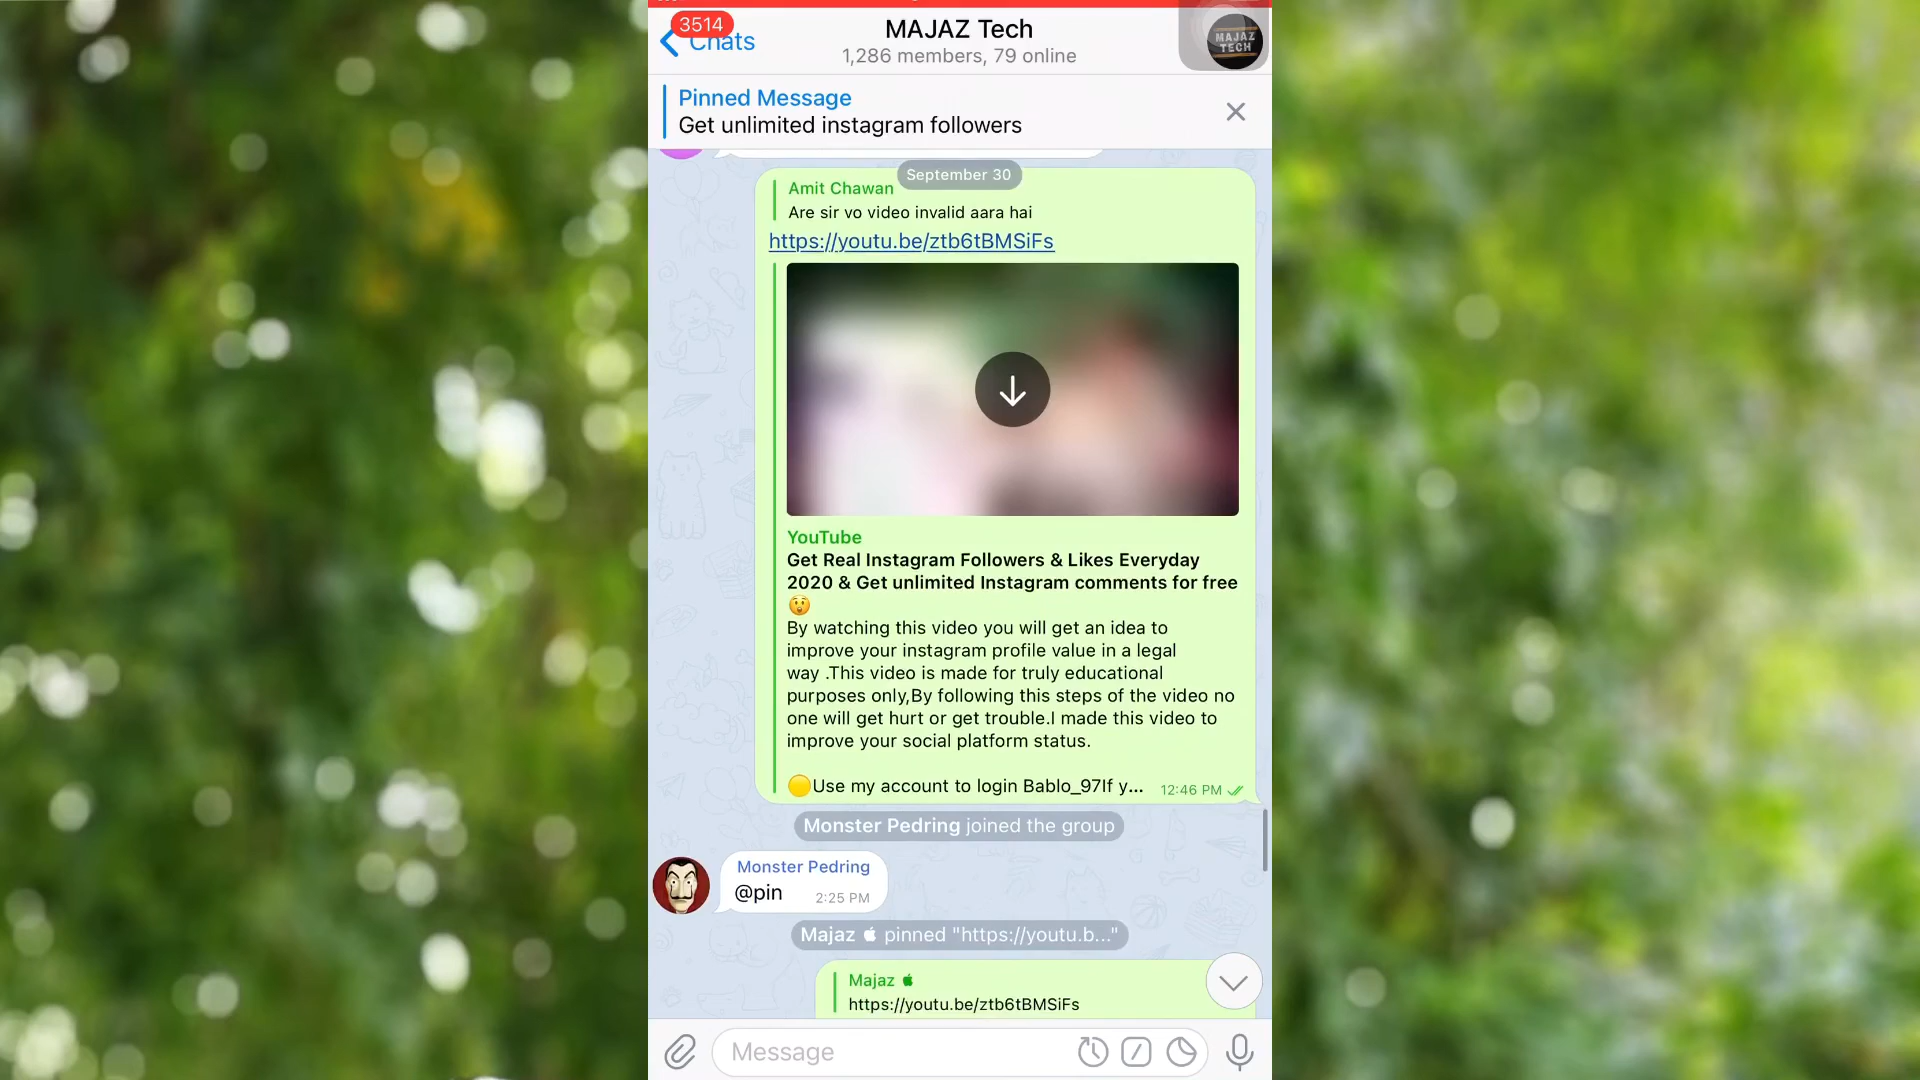 3514
Chats
MAJAZ Tech
1,286 members, 79 online
MAJAZ
TECH
Pinned Message
Get unlimited instagram followers
September 30
Amit Chawan
Are sir vo video invalid aara hai
https://youtu.be/ztb6tBMSiFs
YouTube
Get Real Instagram Followers & Likes Everyday
2020 & Get unlimited Instagram comments for free
😲
By watching this video you will get an idea to
improve your instagram profile value in a legal
way .This video is made for truly educational
purposes only,By following this steps of the video no
one will get hurt or get trouble.I made this video to
improve your social platform status.
🟡Use my account to login Bablo_97If y...
12:46 PM
Monster Pedring joined the group
Monster Pedring
@pin
2:25 PM
Majaz  pinned "https://youtu.b..."
Majaz 
https://youtu.be/ztb6tBMSiFs
Message